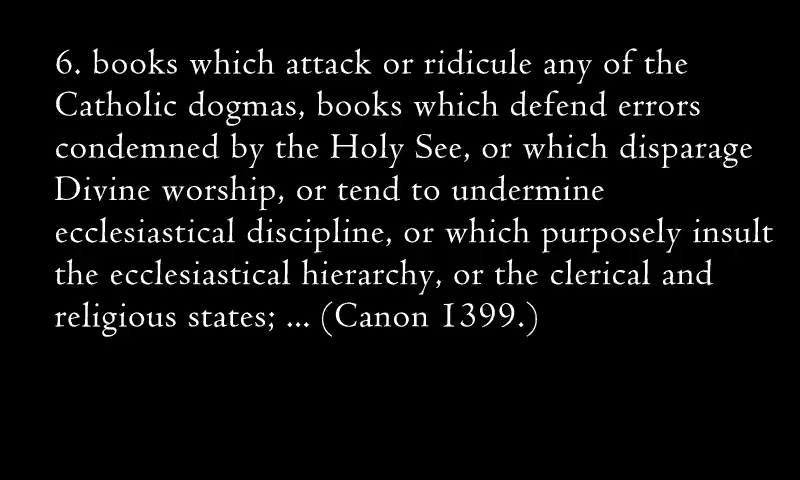 6. books which attack or ridicule any of the
Catholic dogmas, books which defend errors
condemned by the Holy See, or which disparage
Divine worship, or tend to undermine
ecclesiastical discipline, or which purposely insult
the ecclesiastical hierarchy, or the clerical and
religious states; ... (Canon 1399.)